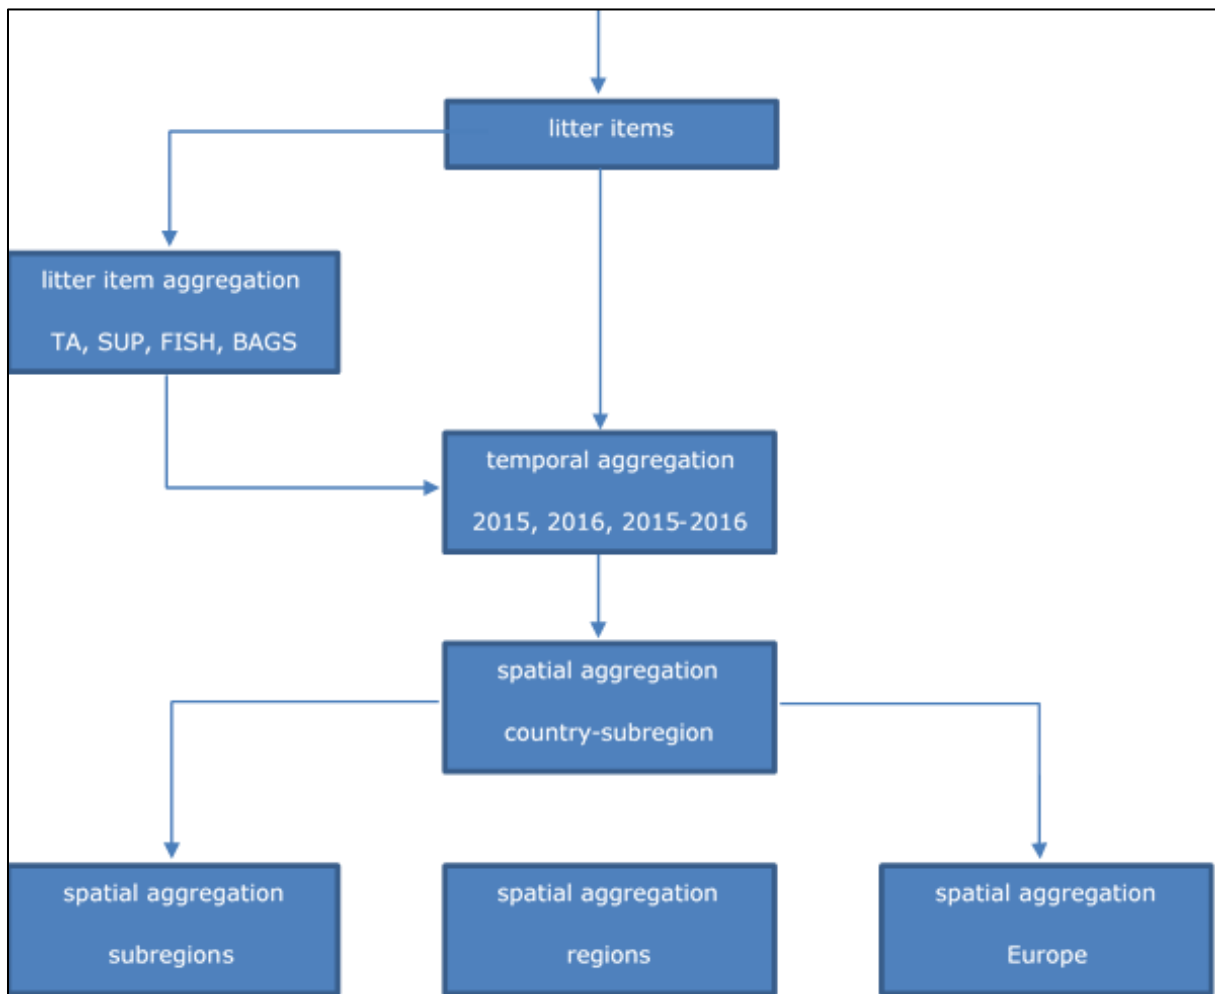 litter items
litter item aggregation
TA, SUP, FISH, BAGS
temporal aggregation
2015, 2016, 2015-2016
spatial aggregation
country-subregion
spatial aggregation
subregions
spatial aggregation
regions
spatial aggregation
Europe